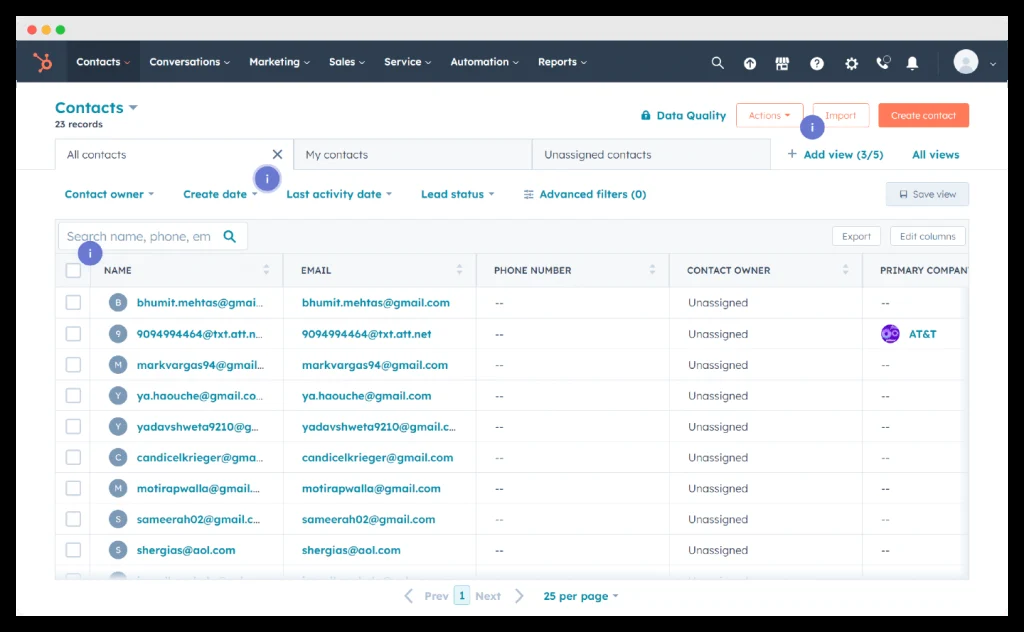 Contacts Conversations Marketing Sales Service Automation Reports
Contacts
23 records
Data Quality Actions Import Create contact
i
All contacts My contacts Unassigned contacts + Add view (3/5) All views
i
Contact owner Create date Last activity date Lead status Advanced filters (0) Save view
Search name, phone, em Export Edit columns
i
NAME EMAIL PHONE NUMBER CONTACT OWNER PRIMARY COMPAN
B bhumit.mehtas@gmai... bhumit.mehtas@gmail.com -- Unassigned --
9 9094994464@txt.att.n... 9094994464@txt.att.net -- Unassigned AT&T
M markvargas94@gmail... markvargas94@gmail.com -- Unassigned --
Y ya.haouche@gmail.co... ya.haouche@gmail.com -- Unassigned --
Y yadavshweta9210@g... yadavshweta9210@gmail.c... -- Unassigned --
C candicelkrieger@gma... candicelkrieger@gmail.com -- Unassigned --
M motirapwalla@gmail.... motirapwalla@gmail.com -- Unassigned --
S sameerah02@gmail.c... sameerah02@gmail.com -- Unassigned --
S shergias@aol.com shergias@aol.com -- Unassigned --
Prev 1 Next 25 per page